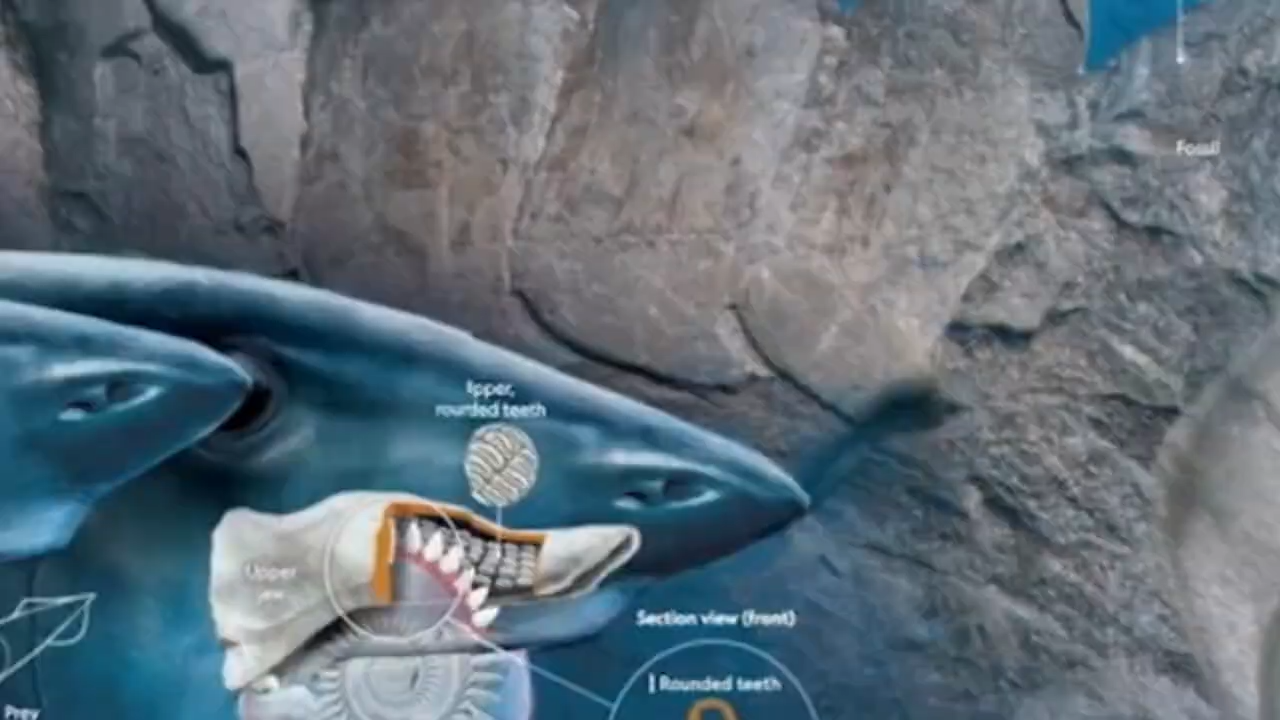 Fossil
Upper,
rounded teeth
Upper
Section view (front)
Rounded teeth
Prey